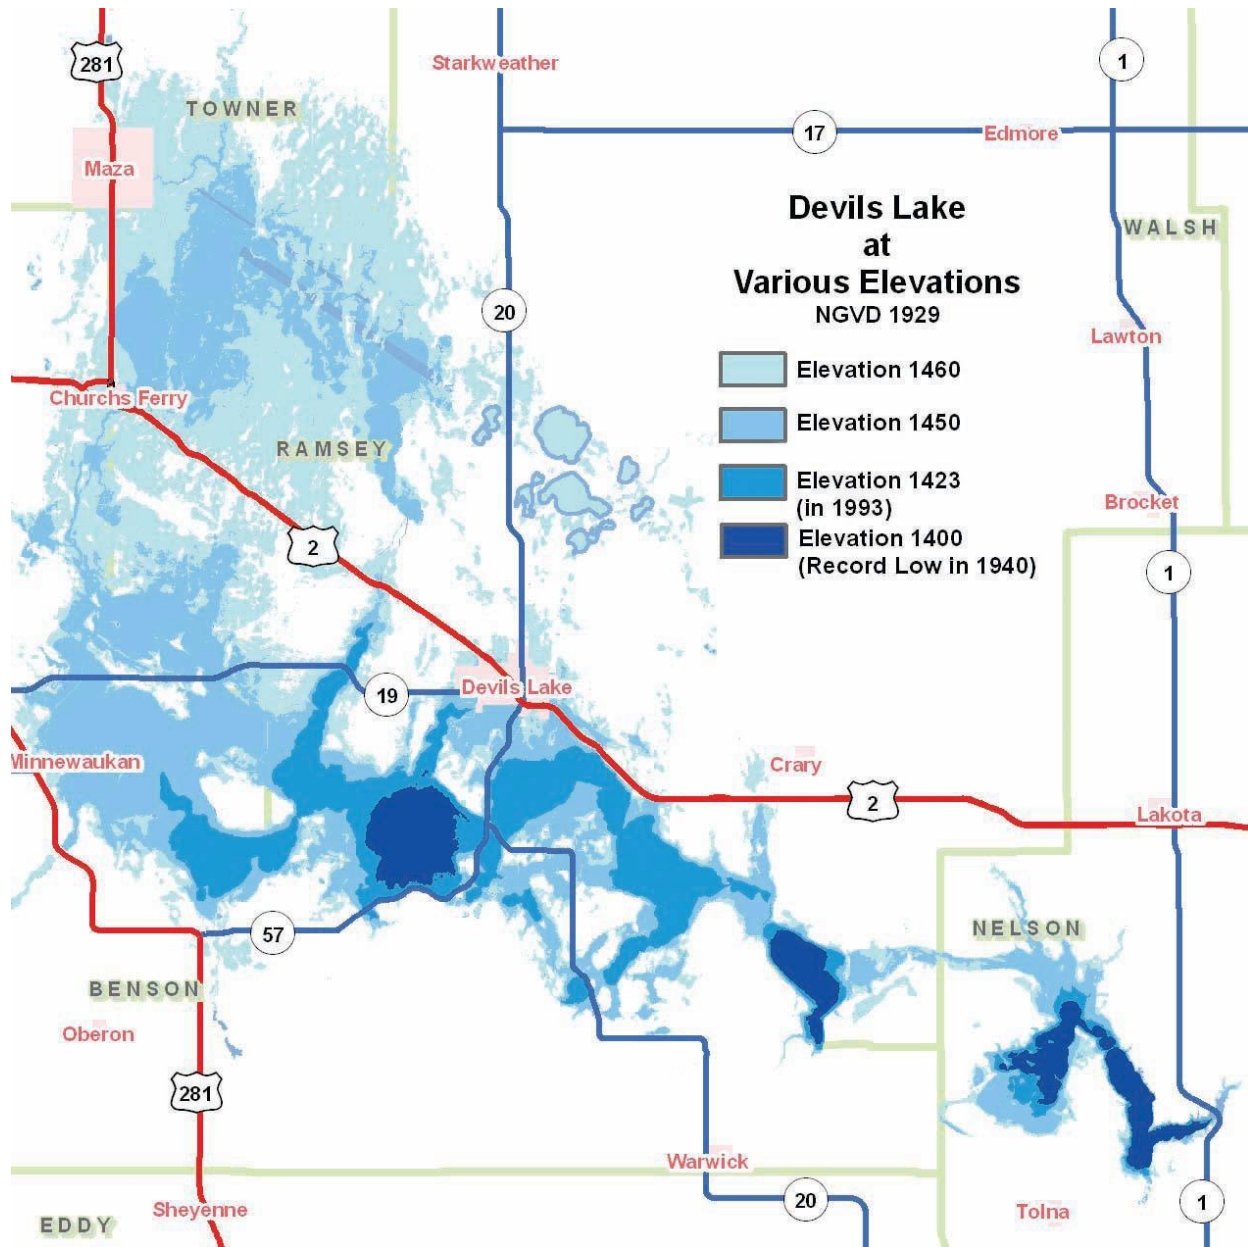 281
Starkweather
1
TOWNER
17
Edmore
Maza
Devils Lake
at
Various Elevations
NGVD 1929
WALSH
20
Lawton
Elevation 1460
Churchs Ferry
Elevation 1450
RAMSEY
Elevation 1423
(in 1993)
Brocket
Elevation 1400
(Record Low in 1940)
2
1
19
Devils Lake
Minnewaukan
Crary
2
Lakota
57
NELSON
BENSON
Oberon
281
Warwick
20
1
Sheyenne
Tolna
EDDY